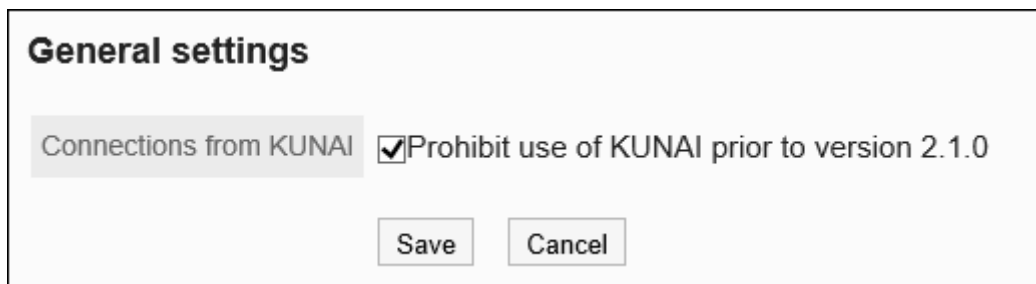 General settings
Connections from KUNAI Prohibit use of KUNAI prior to version 2.1.0
Save Cancel